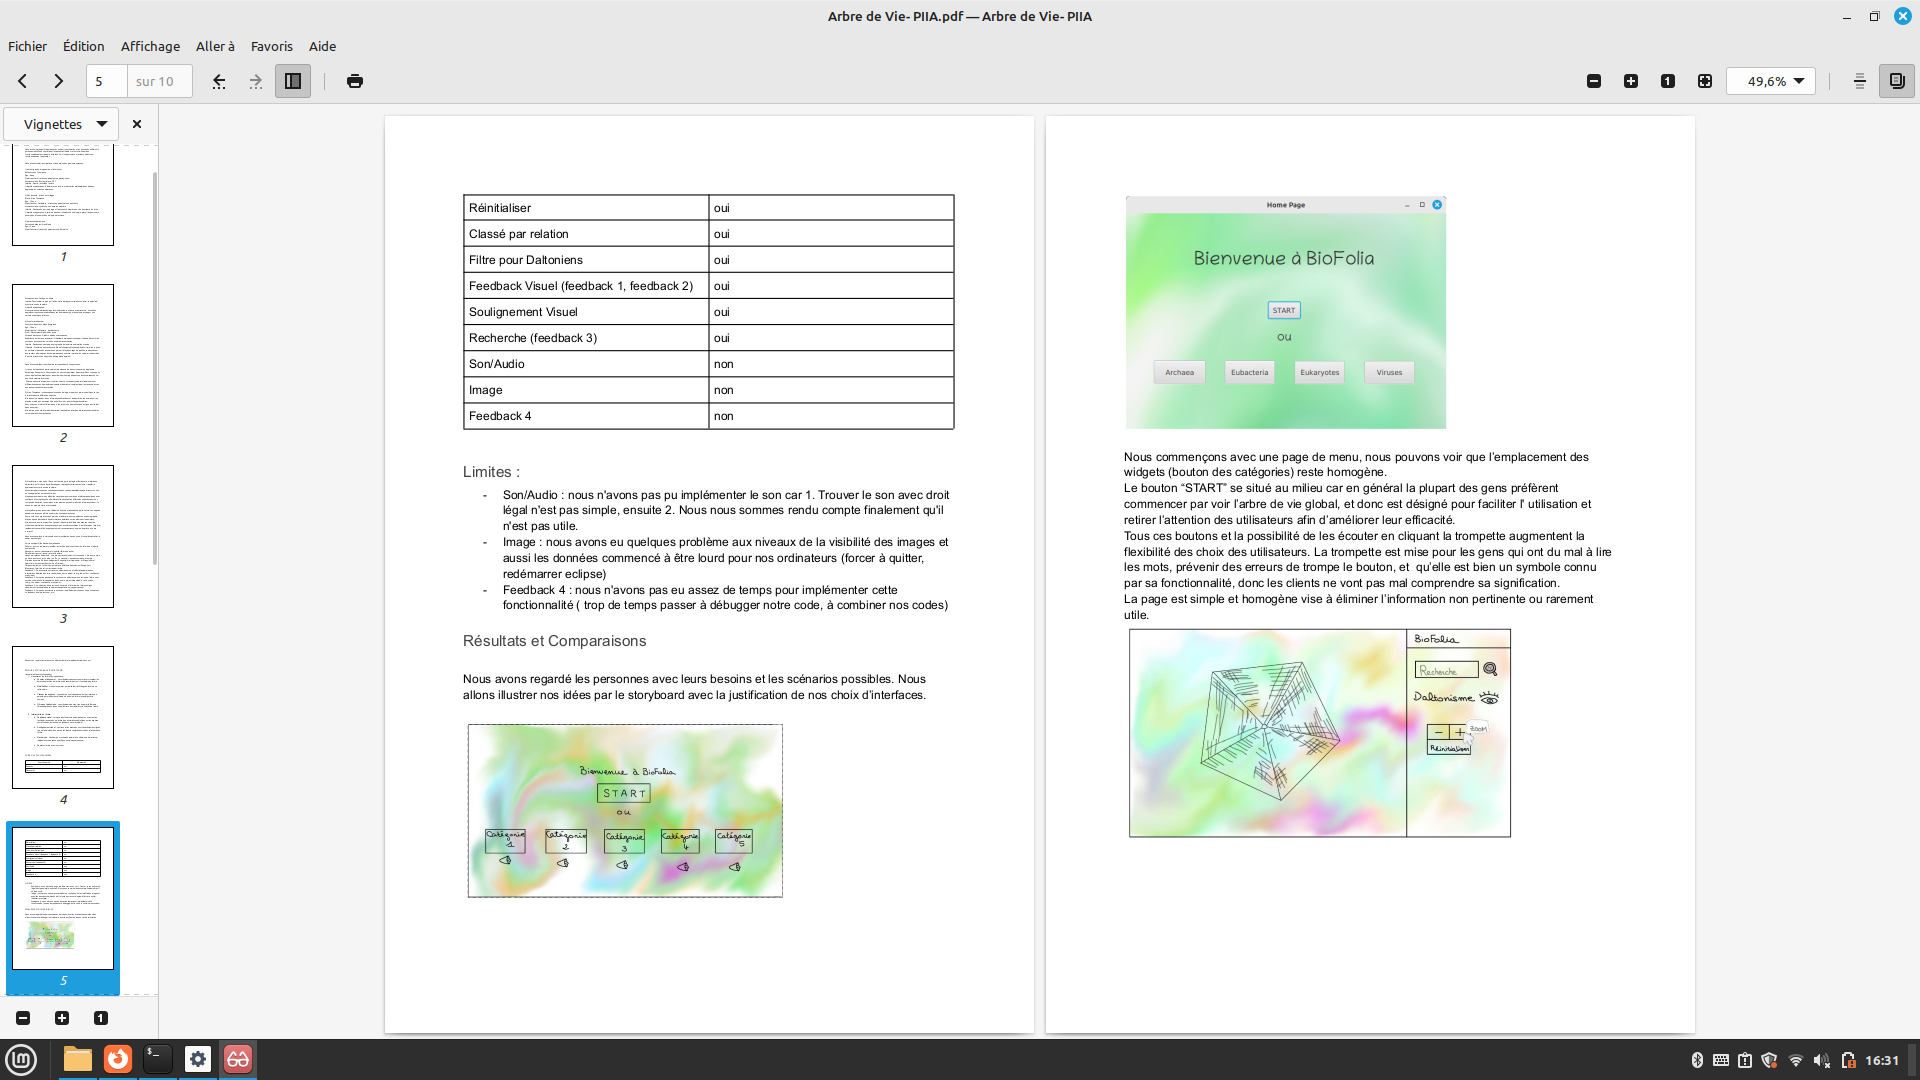 Arbre de Vie- PIIA.pdf — Arbre de Vie- PIIA
Fichier Édition Affichage Aller à Favoris Aide
5 sur 10
49,6%
Vignettes
1
2
3
4
5
Réinitialiser oui
Classé par relation oui
Filtre pour Daltoniens oui
Feedback Visuel (feedback 1, feedback 2) oui
Soulignement Visuel oui
Recherche (feedback 3) oui
Son/Audio non
Image non
Feedback 4 non
Limites :
- Son/Audio : nous n'avons pas pu implémenter le son car 1. Trouver le son avec droit
légal n'est pas simple, ensuite 2. Nous nous sommes rendu compte finalement qu'il
n'est pas utile.
- Image : nous avons eu quelques problème aux niveaux de la visibilité des images et
aussi les données commencé à être lourd pour nos ordinateurs (forcer à quitter,
redémarrer eclipse)
- Feedback 4 : nous n'avons pas eu assez de temps pour implémenter cette
fonctionnalité ( trop de temps passer à débugger notre code, à combiner nos codes)
Résultats et Comparaisons
Nous avons regardé les personnes avec leurs besoins et les scénarios possibles. Nous
allons illustrer nos idées par le storyboard avec la justification de nos choix d'interfaces.
Bienvenue à BioFolia
START
ou
Catégorie 1 Catégorie 2 Catégorie 3 Catégorie 4 Catégorie 5
Home Page
Bienvenue à BioFolia
START
ou
Archaea Eubacteria Eukaryotes Viruses
Nous commençons avec une page de menu, nous pouvons voir que l'emplacement des
widgets (bouton des catégories) reste homogène.
Le bouton “START” se situé au milieu car en général la plupart des gens préfèrent
commencer par voir l'arbre de vie global, et donc est désigné pour faciliter l' utilisation et
retirer l'attention des utilisateurs afin d'améliorer leur efficacité.
Tous ces boutons et la possibilité de les écouter en cliquant la trompette augmentent la
flexibilité des choix des utilisateurs. La trompette est mise pour les gens qui ont du mal à lire
les mots, prévenir des erreurs de trompe le bouton, et qu'elle est bien un symbole connu
par sa fonctionnalité, donc les clients ne vont pas mal comprendre sa signification.
La page est simple et homogène vise à éliminer l'information non pertinente ou rarement
utile.
BioFolia
Recherche
Daltonisme
- +
ZOOM
Réinitialiser
16:31